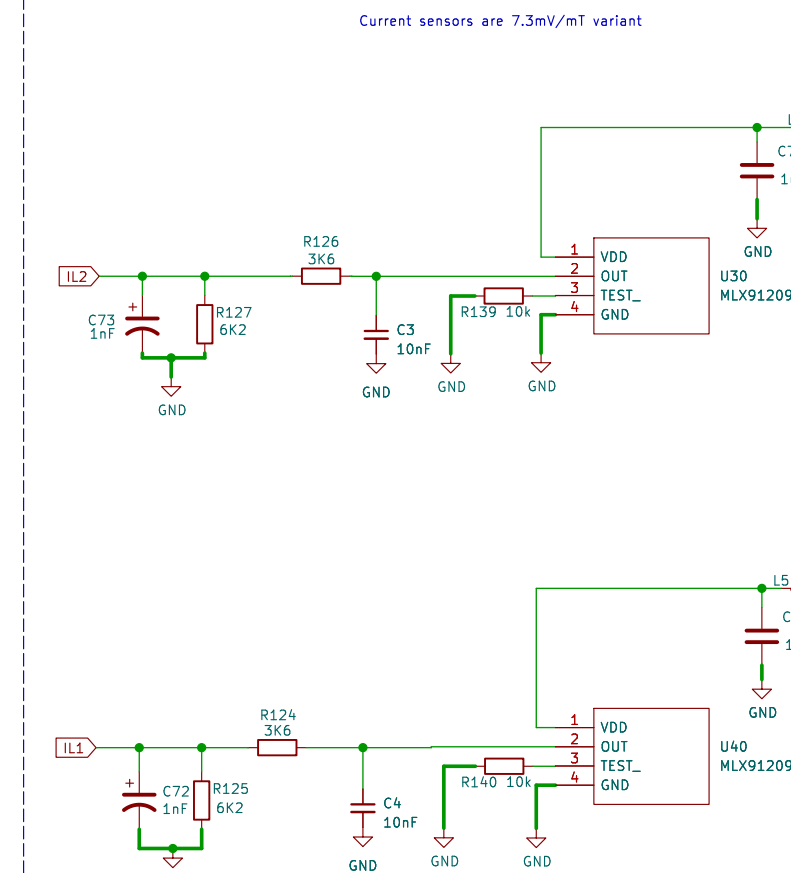 Current sensors are 7.3mV/mT variant
C7
GND
R126
3K6
IL2
1 VDD
2 OUT
3 TEST_
4 GND
U30
MLX91209
R139 10k
C73
1nF
+
R127
6K2
C3
10nF
GND
GND
GND
GND
L5
C
1
GND
R124
3K6
IL1
1 VDD
2 OUT
3 TEST_
4 GND
U40
MLX91209
R140 10k
+
C72
1nF
R125
6K2
C4
10nF
GND
GND
GND